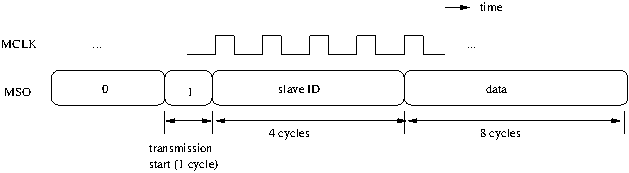 time
MCLK ... ...
MSO 0 1 slave ID data
4 cycles 8 cycles
transmission
start (1 cycle)